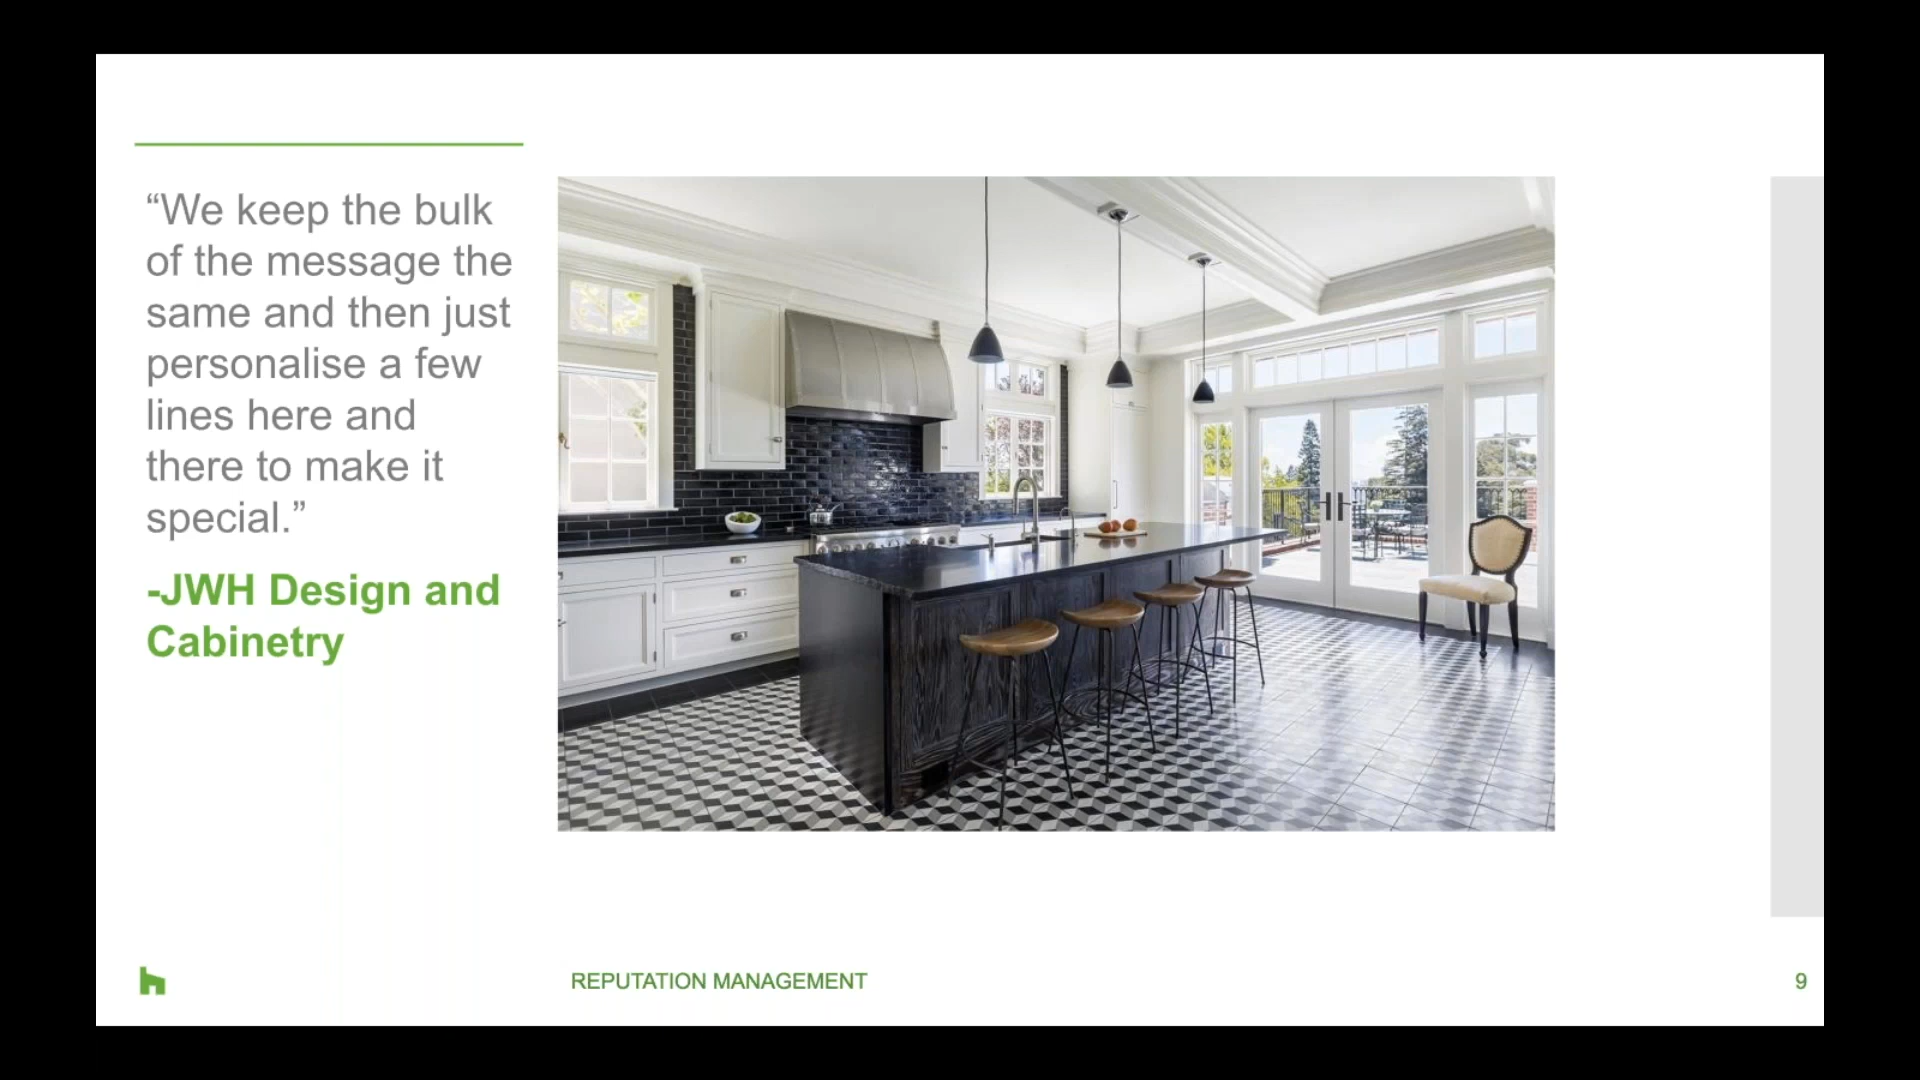 “We keep the bulk
of the message the
same and then just
personalise a few
lines here and
there to make it
special.”
-JWH Design and
Cabinetry
REPUTATION MANAGEMENT
9